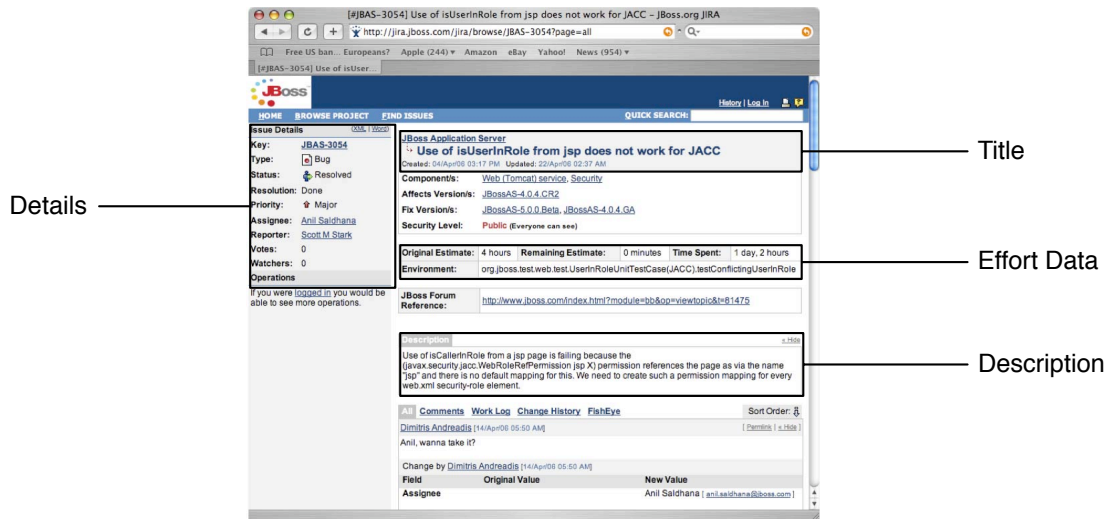 [#JBAS-3054] Use of isUserInRole from jsp does not work for JACC – JBoss.org JIRA
http://jira.jboss.com/jira/browse/JBAS-3054?page=all
Free US ban... Europeans? Apple (244) Amazon eBay Yahoo! News (954)
[#JBAS-3054] Use of isUser...
JBoss
History | Log In
HOME BROWSE PROJECT FIND ISSUES QUICK SEARCH:
Details
Issue Details (XML | Word)
Key: JBAS-3054
Type: Bug
Status: Resolved
Resolution: Done
Priority: Major
Assignee: Anil Saldhana
Reporter: Scott M Stark
Votes: 0
Watchers: 0
Operations
If you were logged in you would be
able to see more operations.
JBoss Application Server
Use of isUserInRole from jsp does not work for JACC
Created: 04/Apr/06 03:17 PM Updated: 22/Apr/06 02:37 AM
Title
Component/s: Web (Tomcat) service, Security
Affects Version/s: JBossAS-4.0.4.CR2
Fix Version/s: JBossAS-5.0.0.Beta, JBossAS-4.0.4.GA
Security Level: Public (Everyone can see)
Original Estimate: 4 hours Remaining Estimate: 0 minutes Time Spent: 1 day, 2 hours
Environment: org.jboss.test.web.test.UserInRoleUnitTestCase(JACC).testConflictingUserInRole
Effort Data
JBoss Forum
Reference:
http://www.jboss.com/index.html?module=bb&op=viewtopic&t=81475
Description « Hide
Use of isCallerInRole from a jsp page is failing because the
(javax.security.jacc.WebRoleRefPermission jsp X) permission references the page as via the name
"jsp" and there is no default mapping for this. We need to create such a permission mapping for every
web.xml security-role element.
Description
All Comments Work Log Change History FishEye Sort Order:
Dimitris Andreadis [14/Apr/06 05:50 AM] [ Permlink | « Hide ]
Anil, wanna take it?
Change by Dimitris Andreadis [14/Apr/06 05:50 AM]
Field Original Value New Value
Assignee Anil Saldhana [ anil.saldhana@jboss.com ]